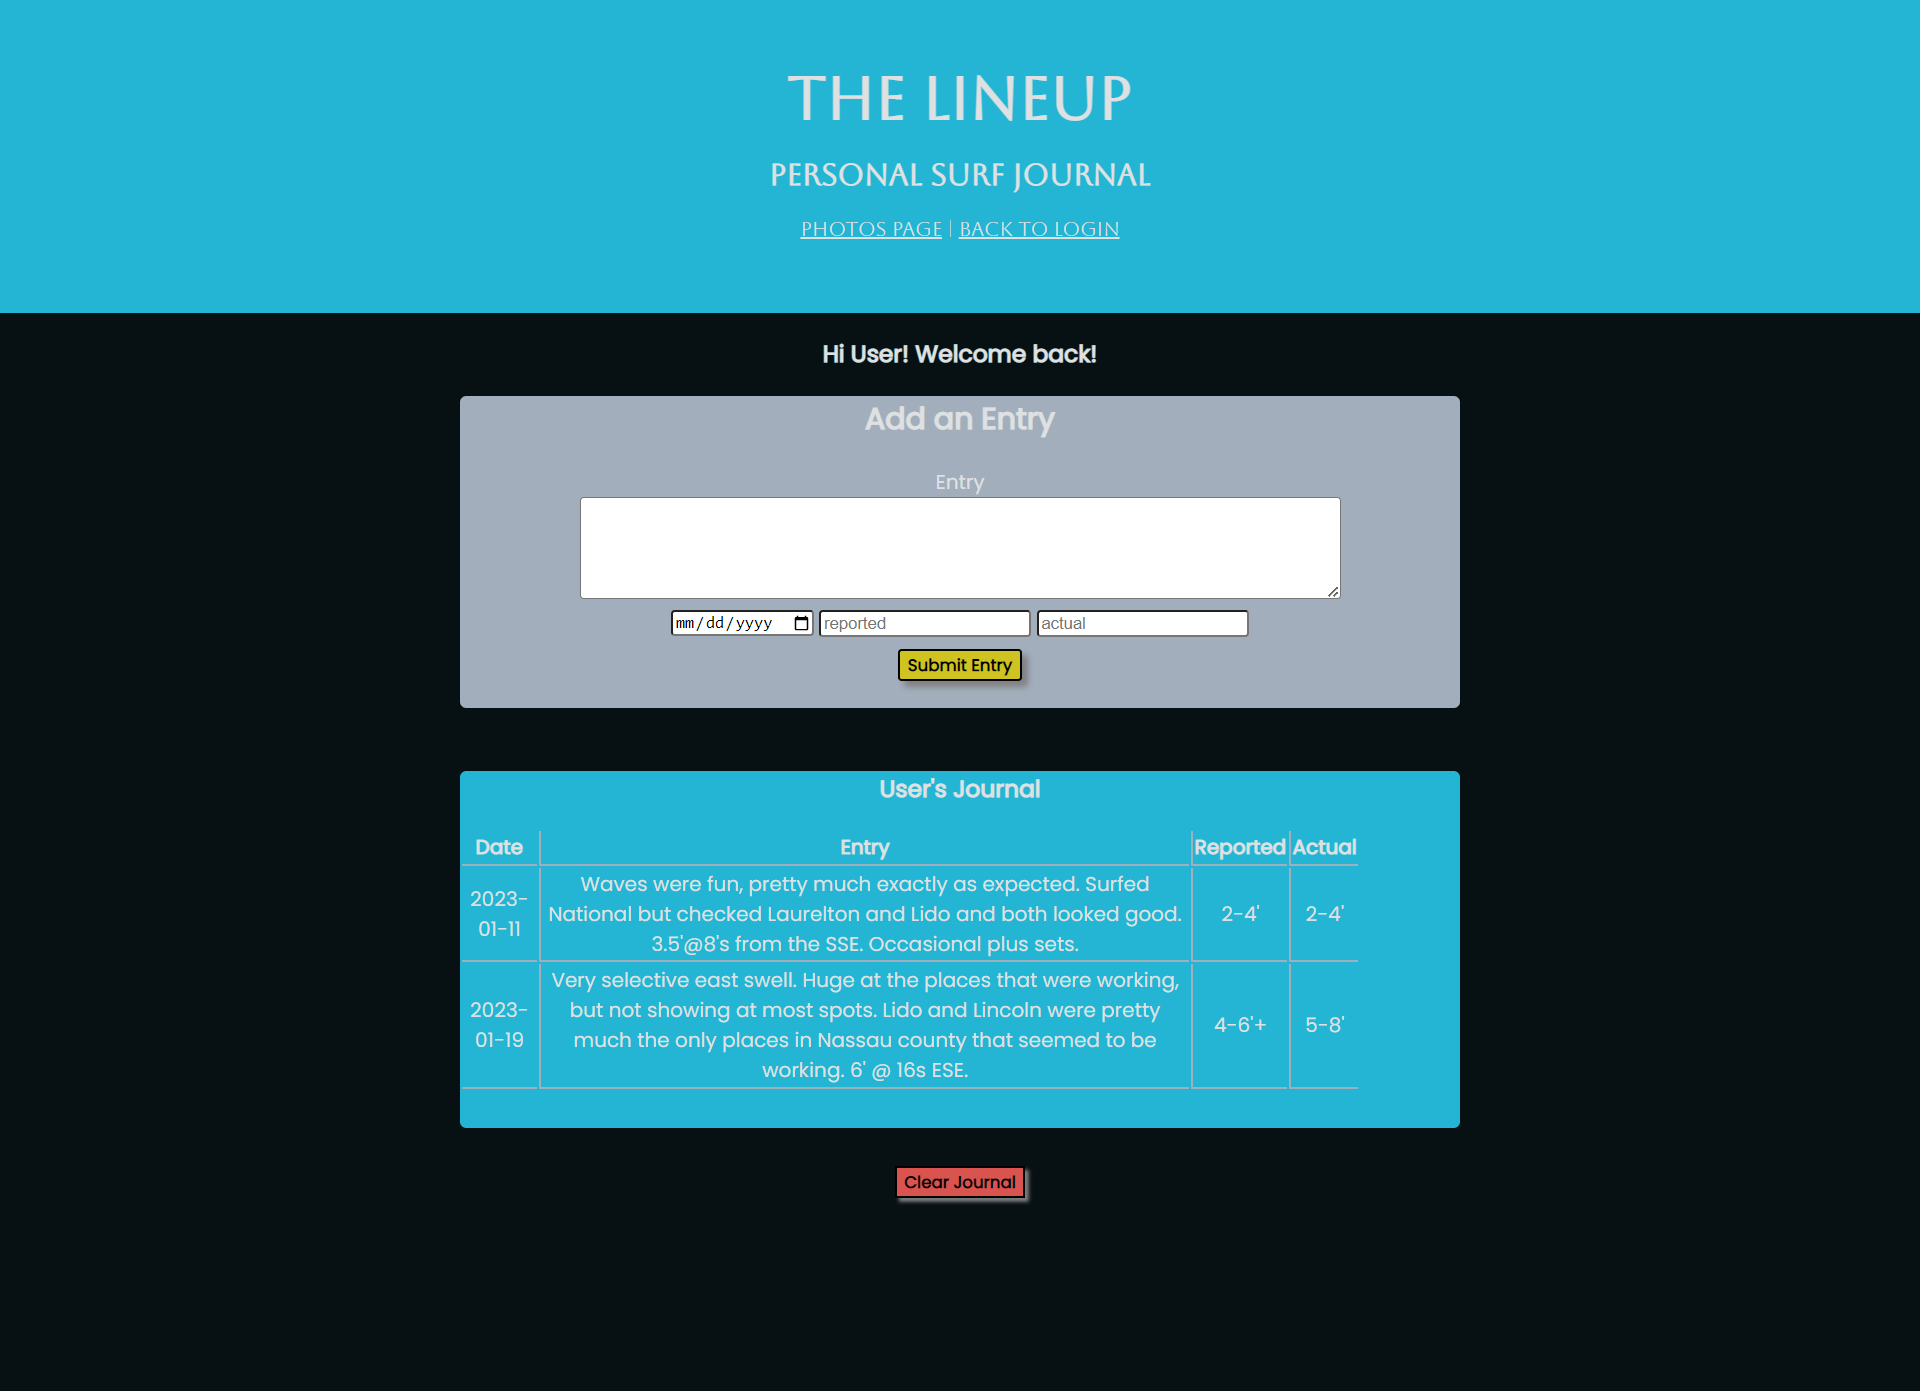 THE LINEUP
PERSONAL SURF JOURNAL
PHOTOS PAGE | BACK TO LOGIN
Hi User! Welcome back!
Add an Entry
Entry
mm/dd/yyyy reported actual
Submit Entry
User's Journal
Date Entry Reported Actual
2023-01-11 Waves were fun, pretty much exactly as expected. Surfed
National but checked Laurelton and Lido and both looked good. 2-4' 2-4'
3.5'@8's from the SSE. Occasional plus sets.
Very selective east swell. Huge at the places that were working,
2023-01-19 but not showing at most spots. Lido and Lincoln were pretty 4-6'+ 5-8'
much the only places in Nassau county that seemed to be
working. 6' @ 16s ESE.
Clear Journal